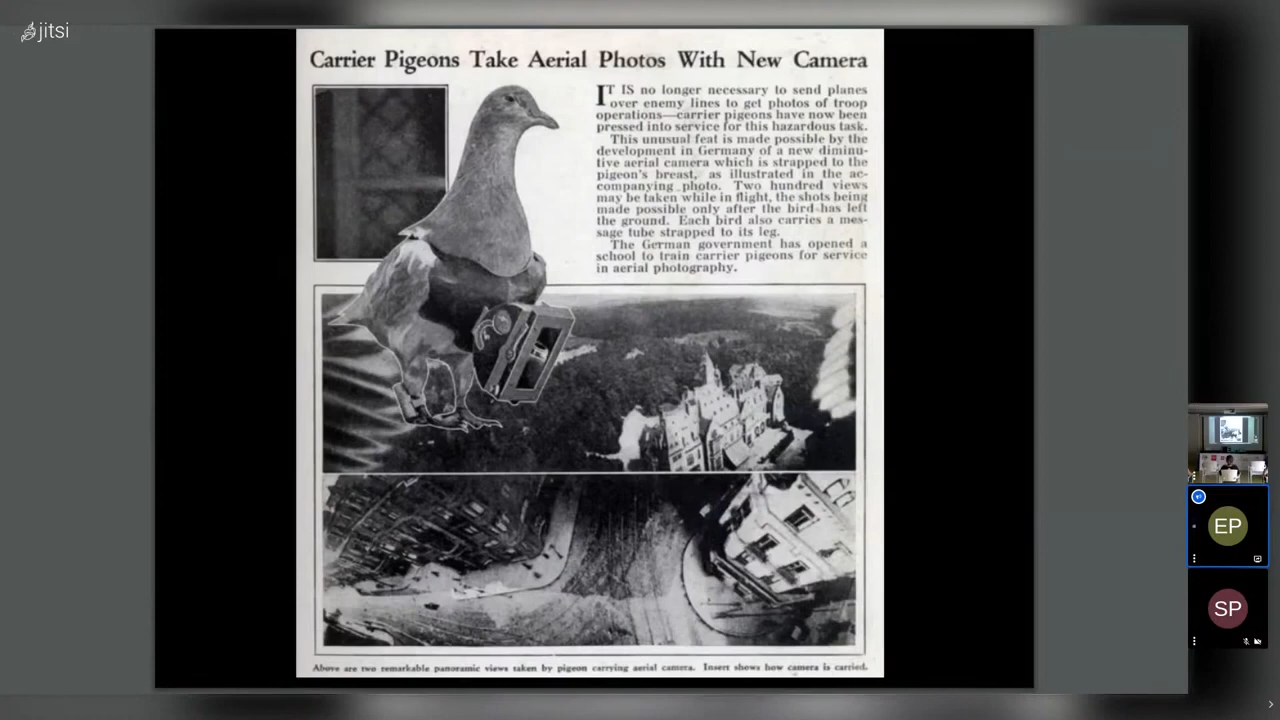 jitsi
Carrier Pigeons Take Aerial Photos With New Camera
IT IS no longer necessary to send planes
over enemy lines to get photos of troop
operations—carrier pigeons have now been
pressed into service for this hazardous task.
This unusual feat is made possible by the
development in Germany of a new diminu-
tive aerial camera which is strapped to the
pigeon's breast, as illustrated in the ac-
companying photo. Two hundred views
may be taken while in flight, the shots being
made possible only after the bird has left
the ground. Each bird also carries a mes-
sage tube strapped to its leg.
The German government has opened a
school to train carrier pigeons for service
in aerial photography.
Above are two remarkable panoramic views taken by pigeon carrying aerial camera. Insert shows how camera is carried.
EP
SP